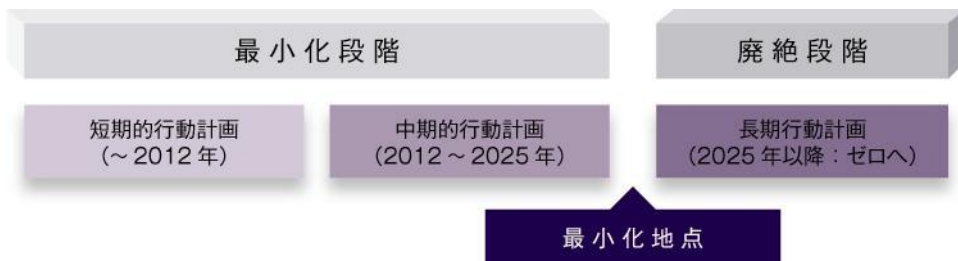 最小化段階
廃絶段階
短期的行動計画
(～2012年)
中期的行動計画
(2012～2025年)
長期行動計画
(2025年以降：ゼロへ)
最小化地点